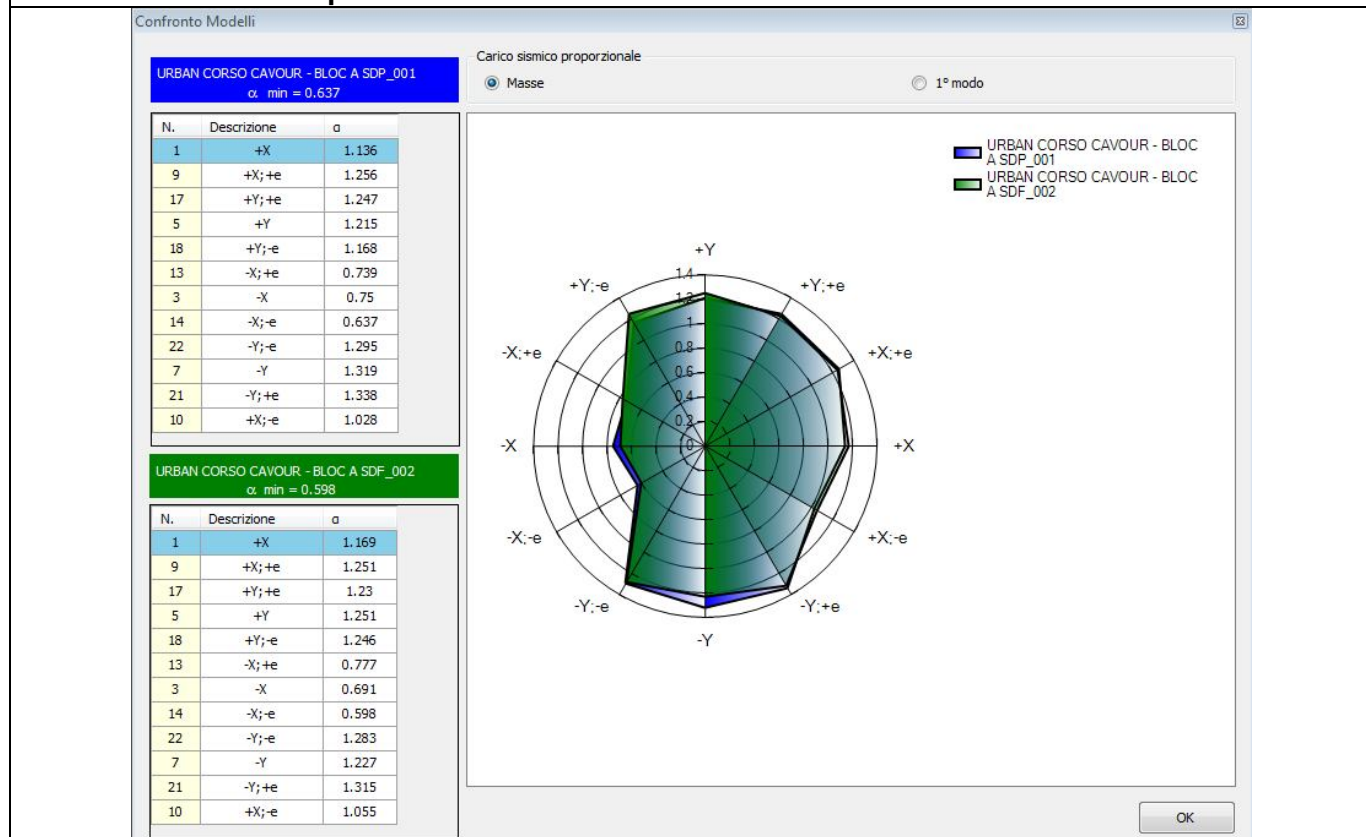 Confronto Modelli
URBAN CORSO CAVOUR - BLOC A SDP_001
α min = 0.637
N. Descrizione α
1 +X 1.136
9 +X; +e 1.256
17 +Y; +e 1.247
5 +Y 1.215
18 +Y; -e 1.168
13 -X; +e 0.739
3 -X 0.75
14 -X; -e 0.637
22 -Y; -e 1.295
7 -Y 1.319
21 -Y; +e 1.338
10 +X; -e 1.028
URBAN CORSO CAVOUR - BLOC A SDF_002
α min = 0.598
N. Descrizione α
1 +X 1.169
9 +X; +e 1.251
17 +Y; +e 1.23
5 +Y 1.251
18 +Y; -e 1.246
13 -X; +e 0.777
3 -X 0.691
14 -X; -e 0.598
22 -Y; -e 1.283
7 -Y 1.227
21 -Y; +e 1.315
10 +X; -e 1.055
Carico sismico proporzionale
Masse 1° modo
URBAN CORSO CAVOUR - BLOC
A SDP_001
URBAN CORSO CAVOUR - BLOC
A SDF_002
+Y
1.4
+Y;-e +Y;+e
1.2
1
-X;+e 0.8 +X;+e
0.6
0.4
0.2
-X 0 +X
-X;-e +X;-e
-Y;-e -Y;+e
-Y
OK